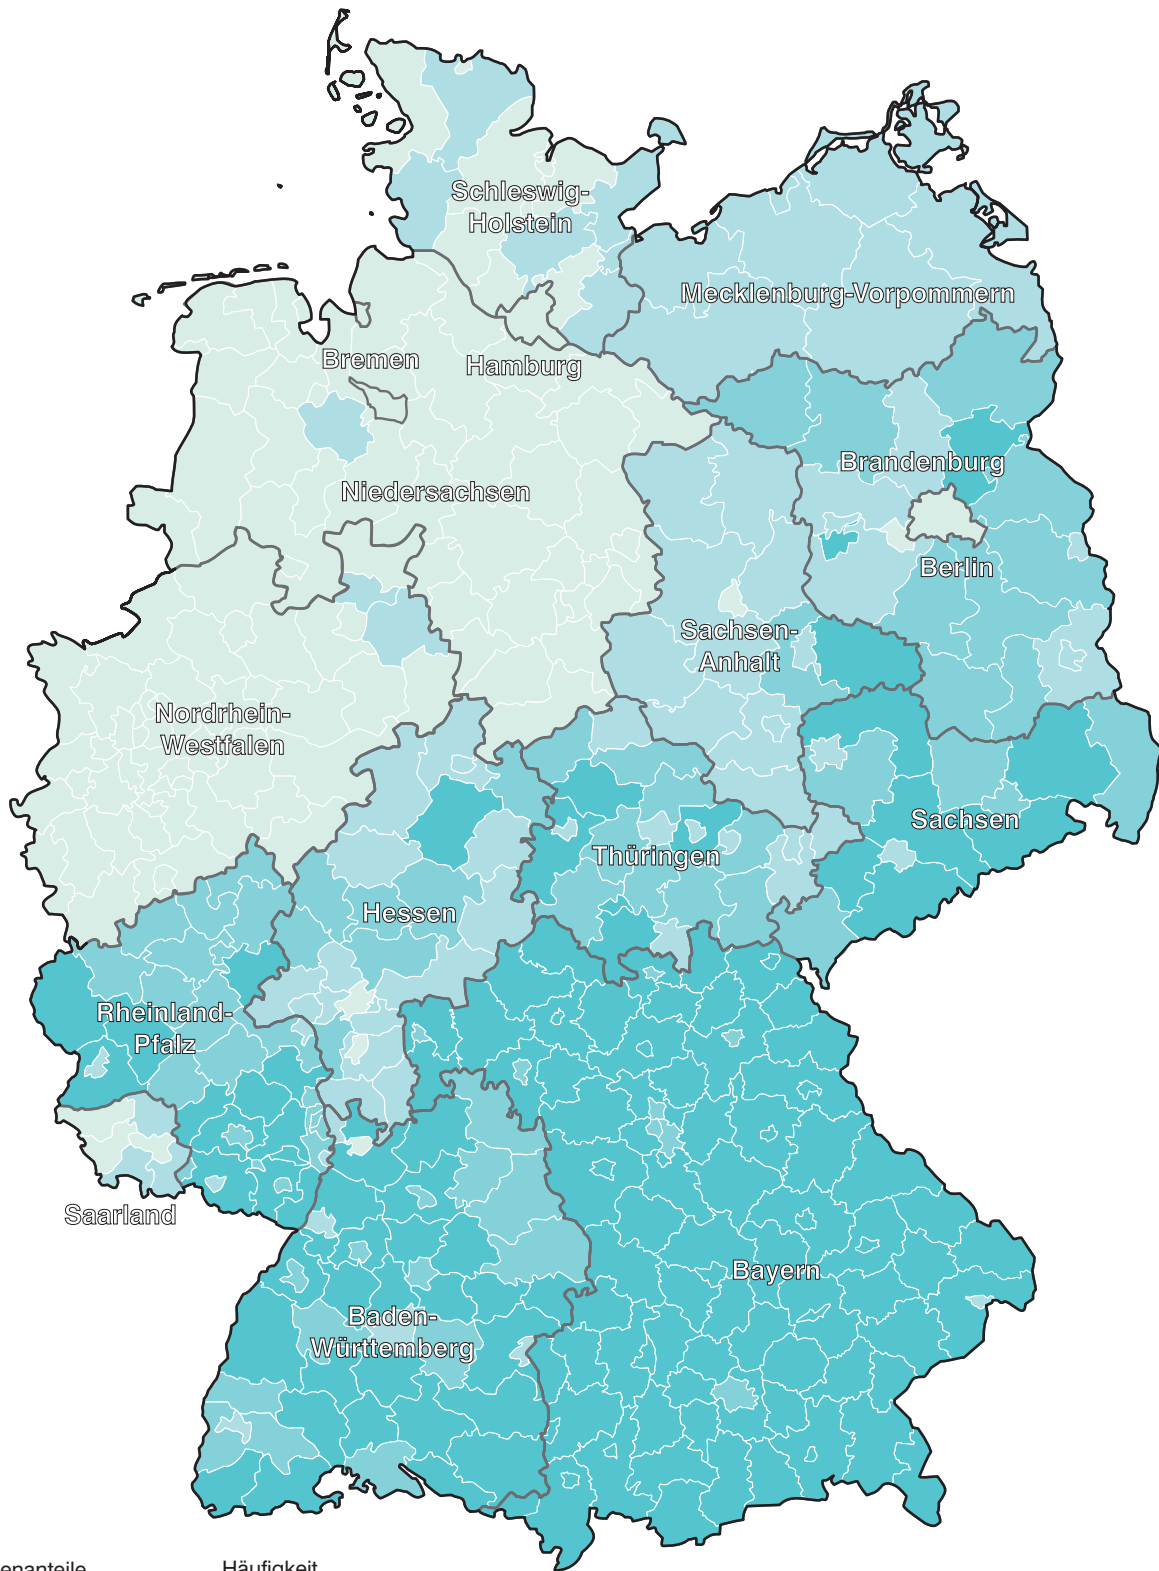 Schleswig-
Holstein
Mecklenburg-Vorpommern
Bremen
Hamburg
Brandenburg
Niedersachsen
Berlin
Sachsen-
Anhalt
Nordrhein-
Westfalen
Sachsen
Thüringen
Hessen
Rheinland-
Pfalz
Saarland
Bayern
Baden-
Württemberg
enanteile Häufigkeit